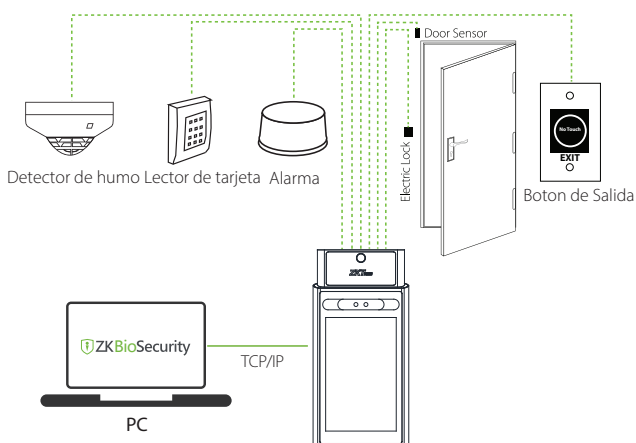 Door Sensor
No Touch
EXIT
Electric Lock
Detector de humo
Lector de tarjeta
Alarma
Boton de Salida
ZKTeco
ZKBioSecurity
TCP/IP
PC